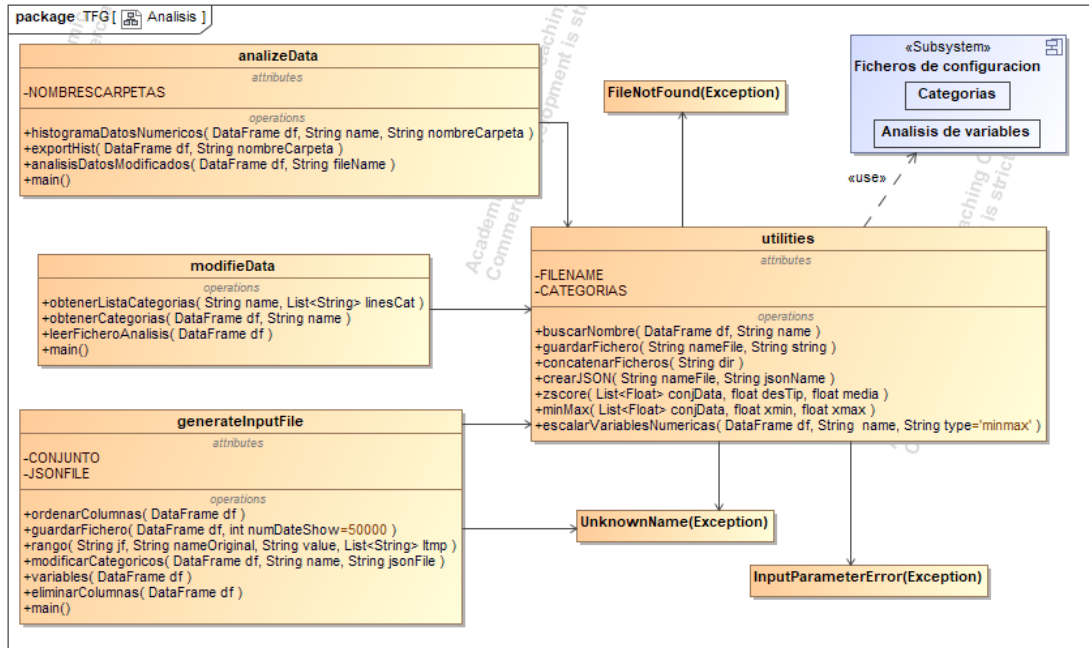 package TFG [ Analisis ]
analizeData
attributes
-NOMBRESCARPETAS
operations
+histogramaDatosNumericos( DataFrame df, String name, String nombreCarpeta )
+exportHist( DataFrame df, String nombreCarpeta )
+analisisDatosModificados( DataFrame df, String fileName )
+main()
FileNotFound(Exception)
«Subsystem»
Ficheros de configuracion
Categorias
Analisis de variables
«use»
modifieData
operations
+obtenerListaCategorias( String name, List<String> linesCat )
+obtenerCategorias( DataFrame df, String name )
+leerFicheroAnalisis( DataFrame df )
+main()
utilities
attributes
-FILENAME
-CATEGORIAS
operations
+buscarNombre( DataFrame df, String name )
+guardarFichero( String nameFile, String string )
+concatenarFicheros( String dir )
+crearJSON( String nameFile, String jsonName )
+zscore( List<Float> conjData, float desTip, float media )
+minMax( List<Float> conjData, float xmin, float xmax )
+escalarVariablesNumericas( DataFrame df, String name, String type='minmax' )
generateInputFile
attributes
-CONJUNTO
-JSONFILE
operations
+ordenarColumnas( DataFrame df )
+guardarFichero( DataFrame df, int numDateShow=50000 )
+rango( String jf, String nameOriginal, String value, List<String> ltmp )
+modificarCategoricos( DataFrame df, String name, String jsonFile )
+variables( DataFrame df )
+eliminarColumnas( DataFrame df )
+main()
UnknownName(Exception)
InputParameterError(Exception)